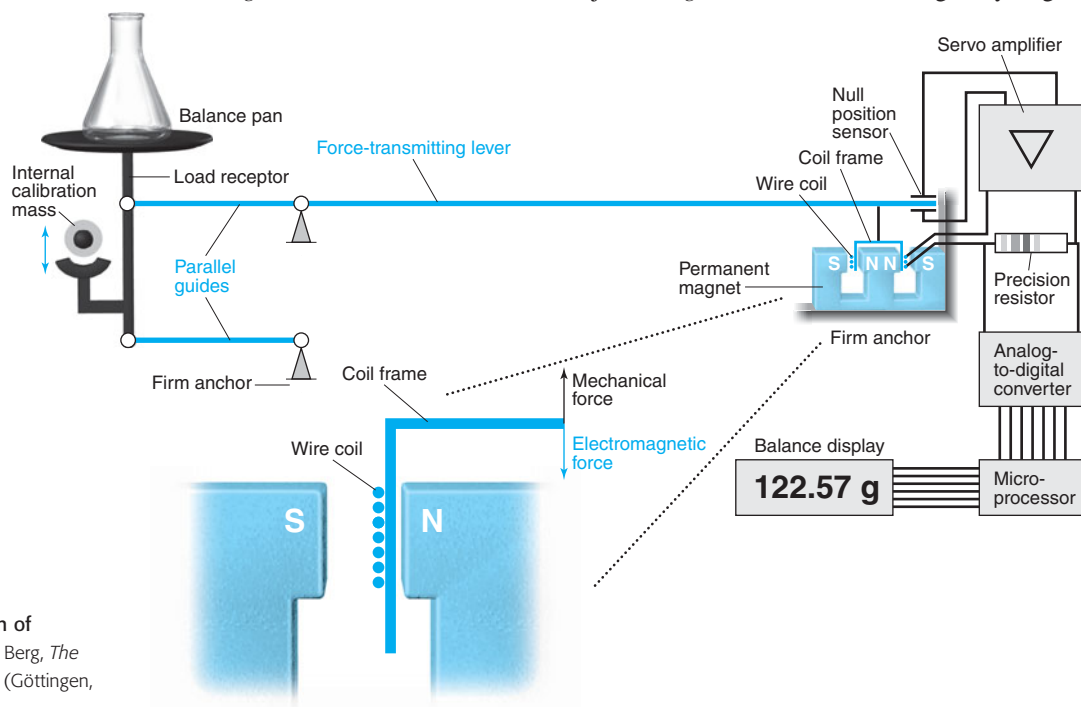 Servo amplifier
Null
position
sensor
Balance pan
Force-transmitting lever
Coil frame
Internal
calibration
mass
Load receptor
Wire coil
S N N S
Parallel
guides
Permanent
magnet
Precision
resistor
Firm anchor
Analog-
to-digital
converter
Firm anchor
Coil frame
Mechanical
force
Wire coil
Electromagnetic
force
Balance display
122.57 g
Micro-
processor
S N
Berg, The
(Göttingen,